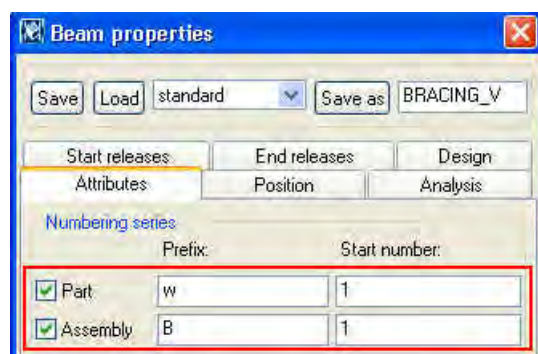 Beam properties
Save Load standard Save as BRACING_V
Start releases End releases Design
Attributes Position Analysis
Numbering series
Prefix: Start number:
Part w 1
Assembly B 1